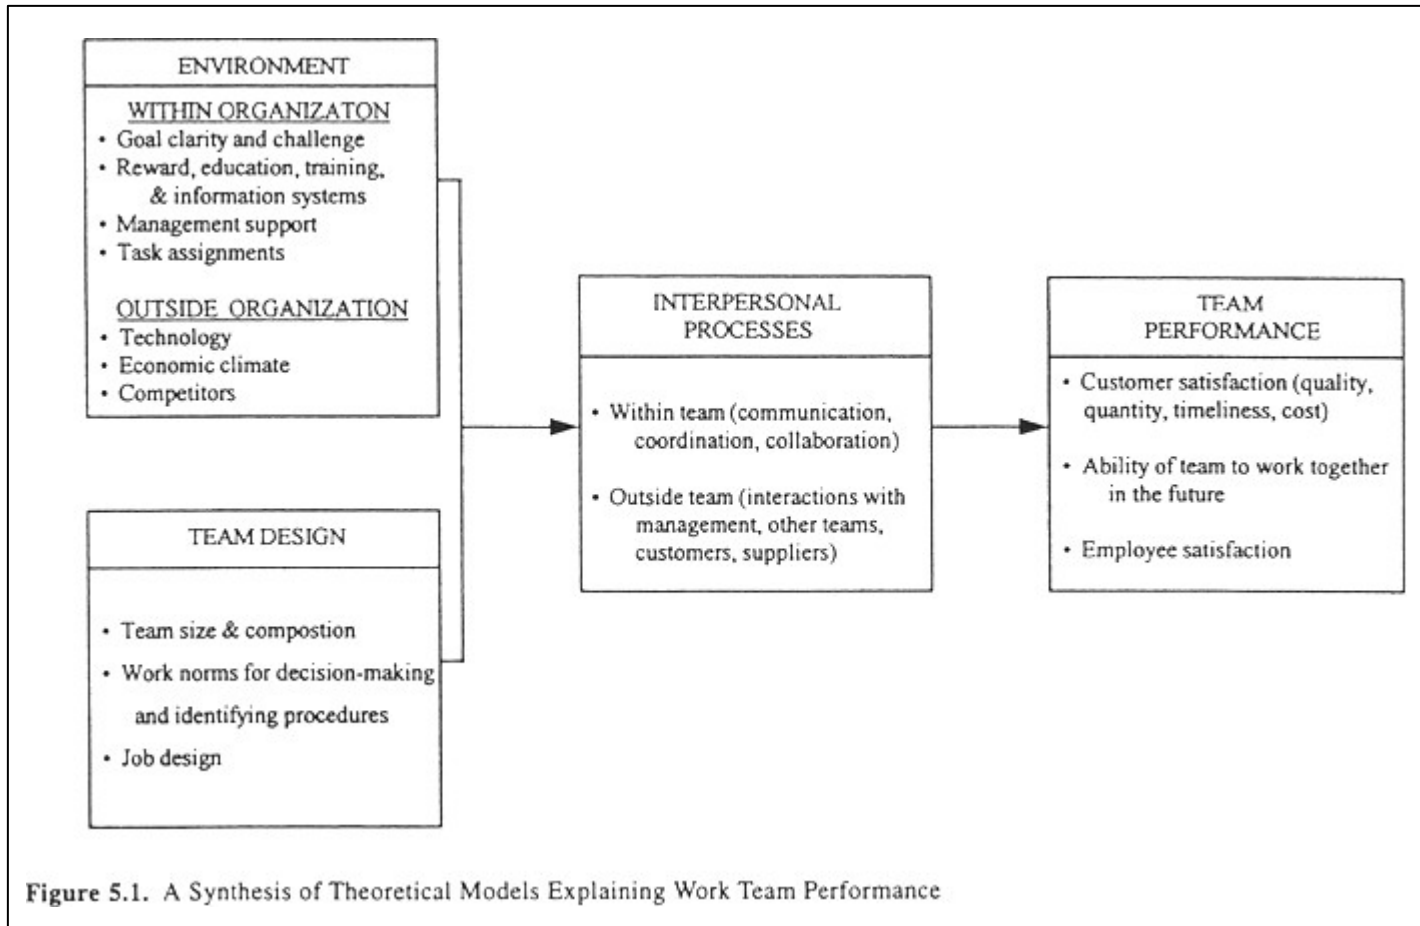 ENVIRONMENT
WITHIN ORGANIZATON
• Goal clarity and challenge
• Reward, education, training,
& information systems
• Management support
• Task assignments
OUTSIDE ORGANIZATION
• Technology
• Economic climate
• Competitors
TEAM DESIGN
• Team size & compostion
• Work norms for decision-making
and identifying procedures
• Job design
INTERPERSONAL
PROCESSES
• Within team (communication,
coordination, collaboration)
• Outside team (interactions with
management, other teams,
customers, suppliers)
TEAM
PERFORMANCE
• Customer satisfaction (quality,
quantity, timeliness, cost)
• Ability of team to work together
in the future
• Employee satisfaction
Figure 5.1. A Synthesis of Theoretical Models Explaining Work Team Performance